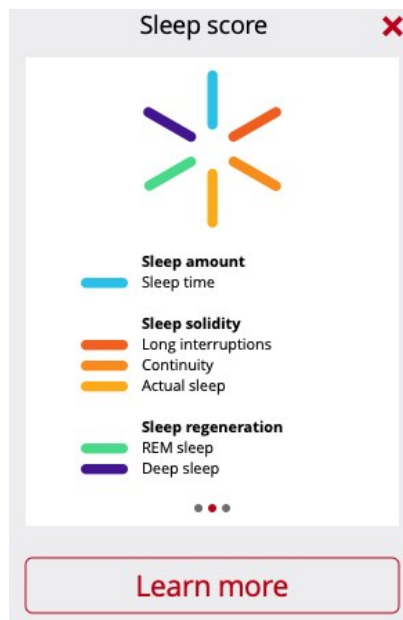 Sleep score
Sleep amount
Sleep time
Sleep solidity
Long interruptions
Continuity
Actual sleep
Sleep regeneration
REM sleep
Deep sleep
Learn more